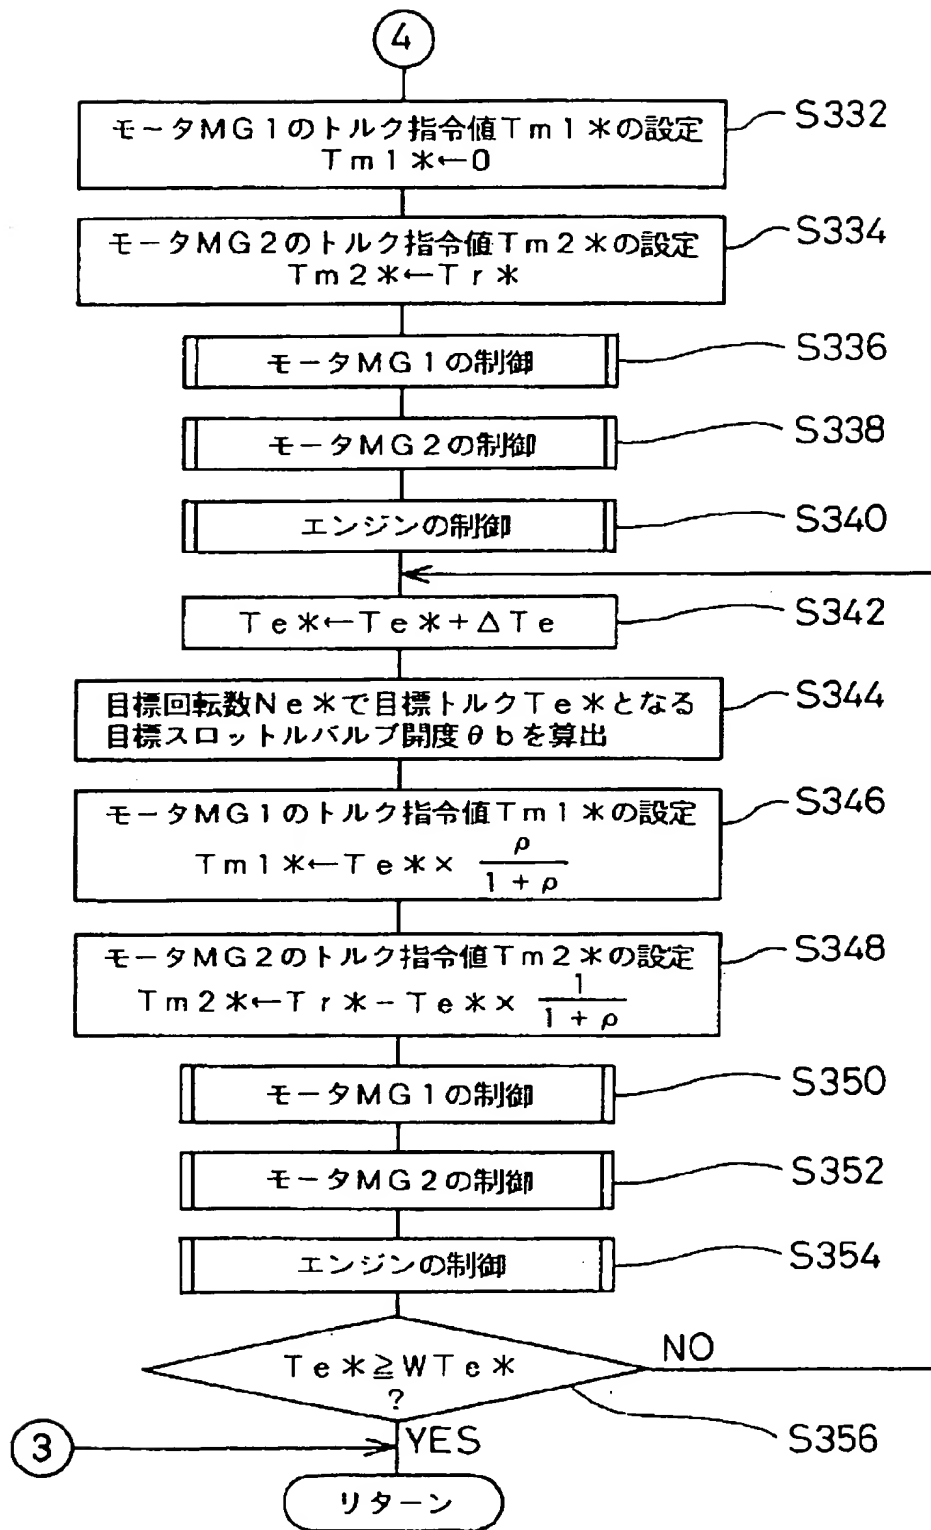 4
モータMG1のトルク指令値Tm1*の設定
Tm1*←0
S332
モータMG2のトルク指令値Tm2*の設定
Tm2*←Tr*
S334
モータMG1の制御
S336
モータMG2の制御
S338
エンジンの制御
S340
Te*←Te*+ΔTe
S342
目標回転数Ne*で目標トルクTe*となる
目標スロットルバルブ開度θbを算出
S344
モータMG1のトルク指令値Tm1*の設定
Tm1*←Te*× ρ/(1+ρ)
S346
モータMG2のトルク指令値Tm2*の設定
Tm2*←Tr*-Te*× 1/(1+ρ)
S348
モータMG1の制御
S350
モータMG2の制御
S352
エンジンの制御
S354
Te*≧WTe*
?
NO
S356
3
YES
リターン